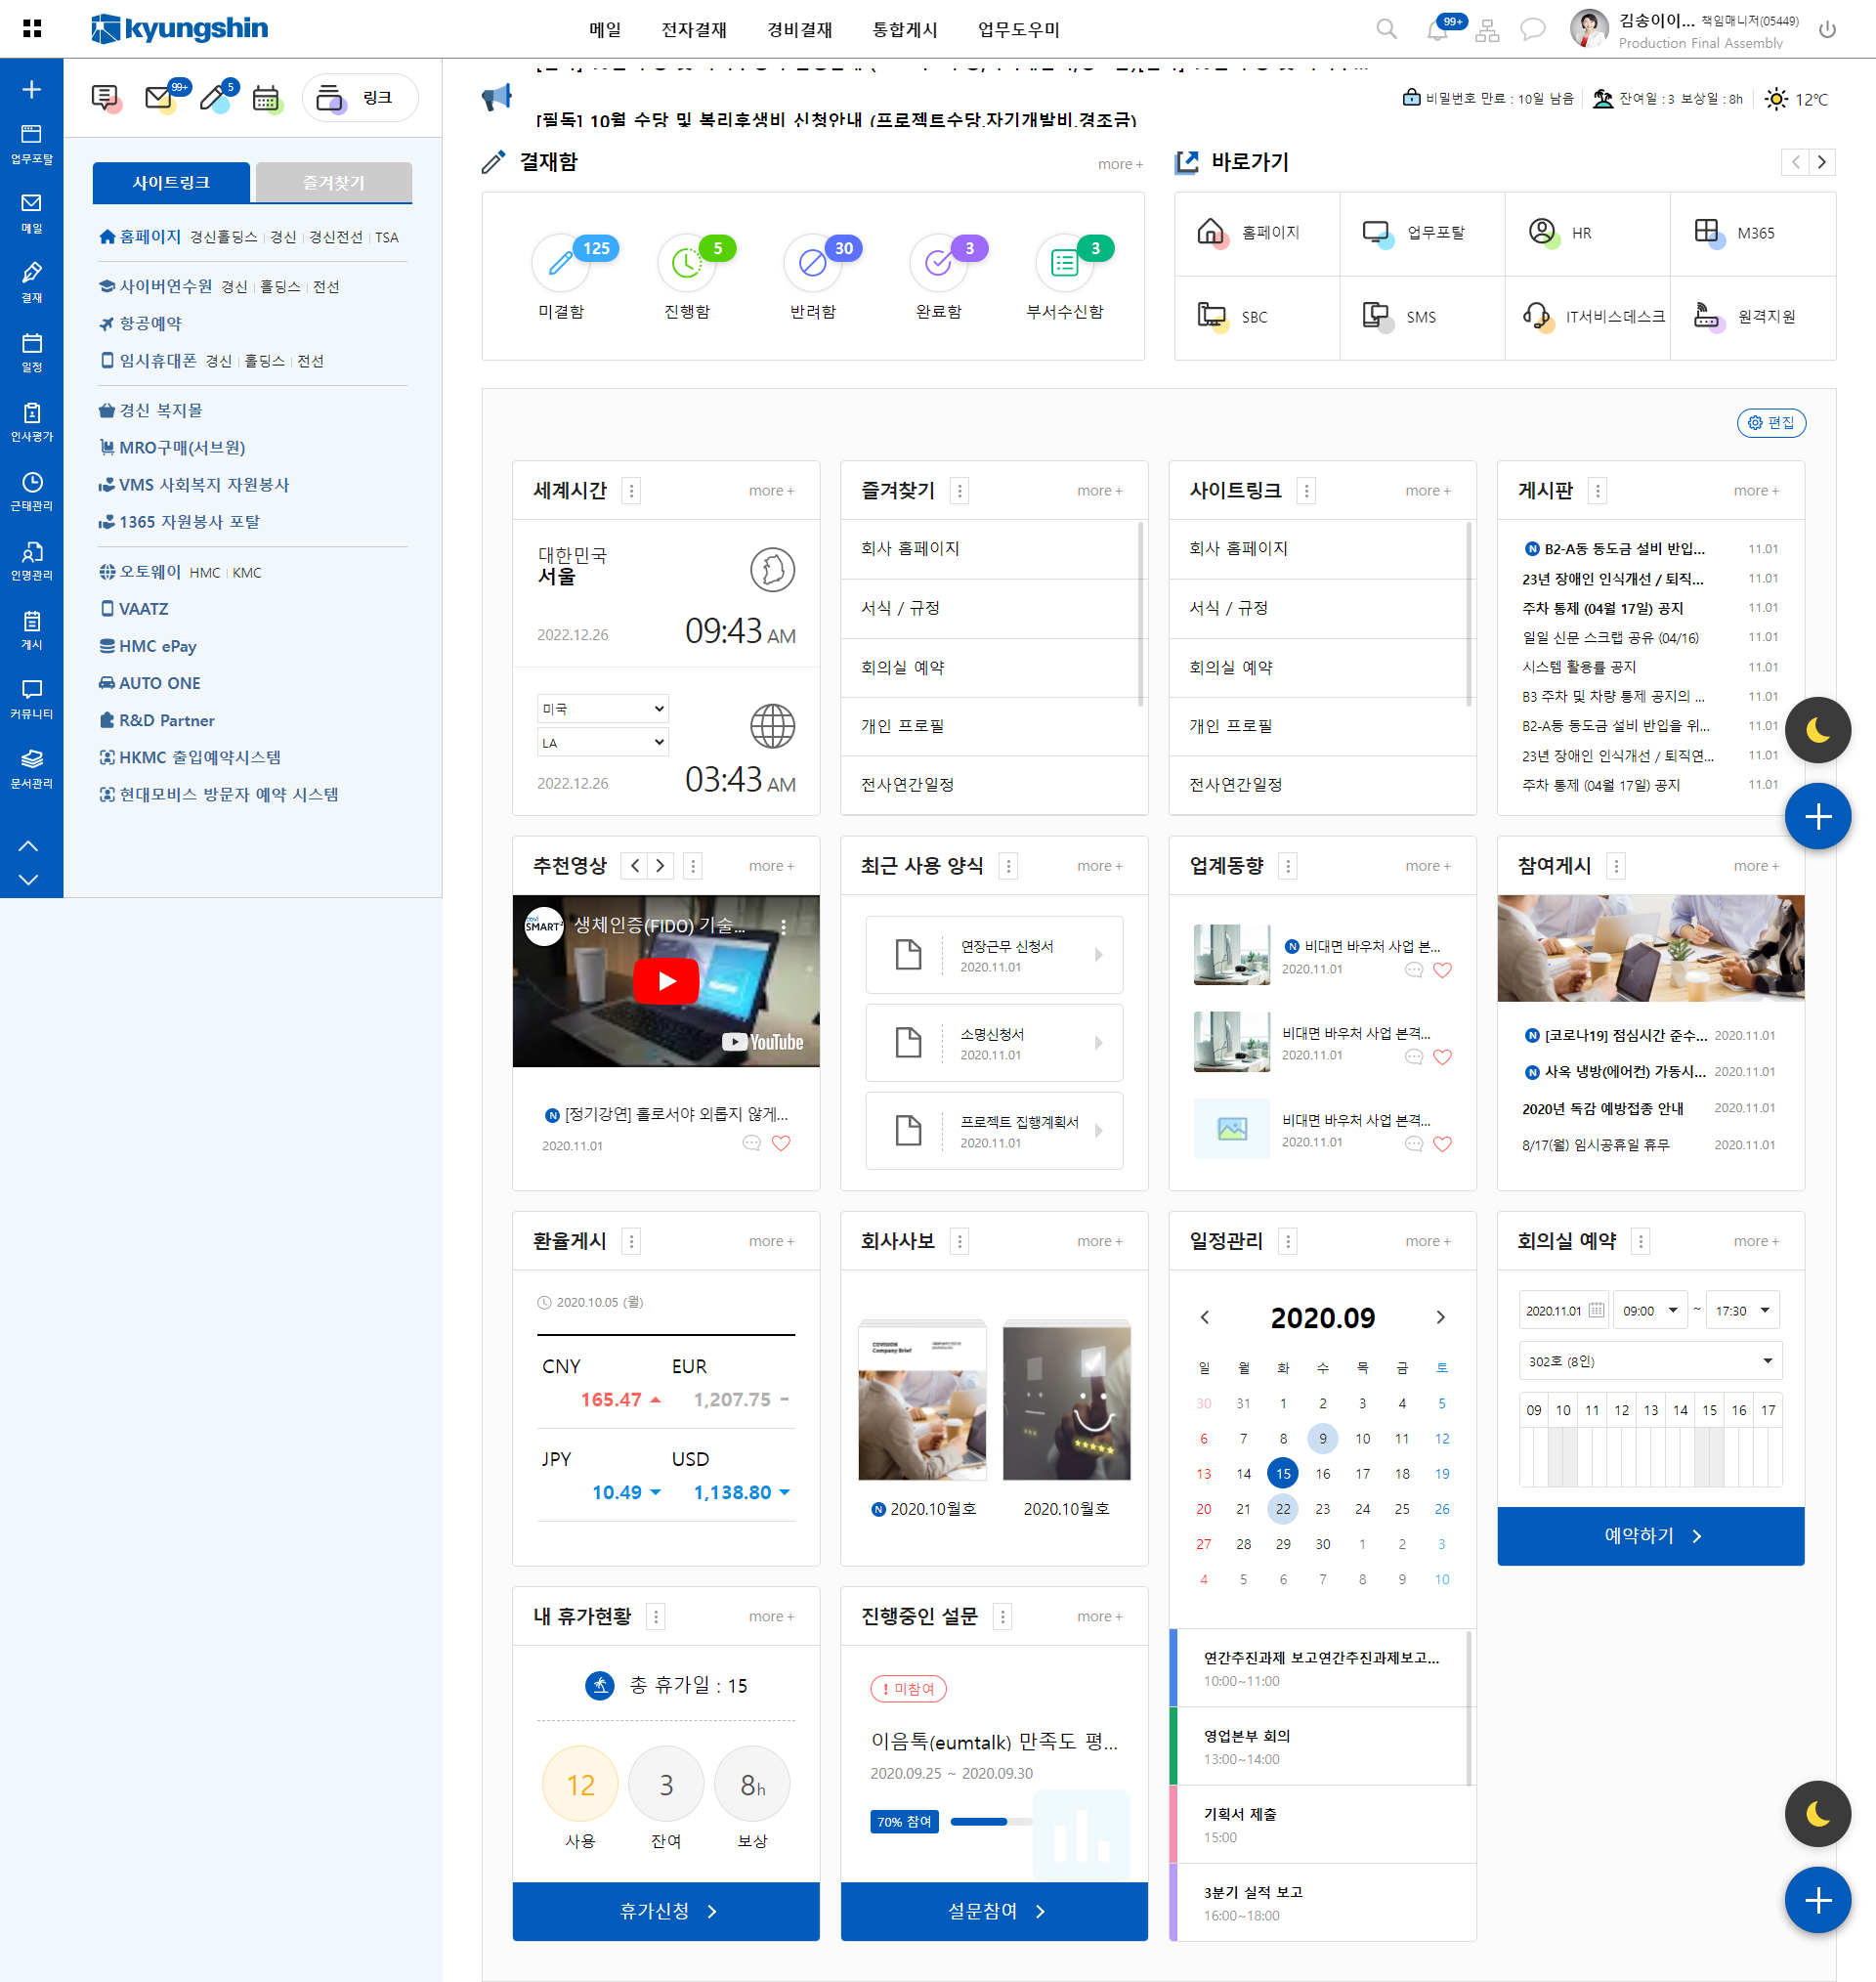 kyungshin
메일 전자결재 경비결재 통합게시 업무도우미
99+
김송이이... 책임매니저(05449)
Production Final Assembly
99+ 5 링크
[필독] 10월 수당 및 복리후생비 신청안내 (프로젝트수당,자기개발비,경조금)
비밀번호 만료 : 10일 남음 잔여일 : 3 보상일 : 8h 12℃
업무포탈
메일
결재
일정
인사평가
근태관리
인명관리
게시
커뮤니티
문서관리
사이트링크 즐겨찾기
홈페이지 경신홀딩스 경신 경신전선 TSA
사이버연수원 경신 홀딩스 전선
항공예약
임시휴대폰 경신 홀딩스 전선
경신 복지몰
MRO구매(서브원)
VMS 사회복지 자원봉사
1365 자원봉사 포탈
오토웨이 HMC KMC
VAATZ
HMC ePay
AUTO ONE
R&D Partner
HKMC 출입예약시스템
현대모비스 방문자 예약 시스템
결재함 more +
125 5 30 3 3
미결함 진행함 반려함 완료함 부서수신함
바로가기
홈페이지 업무포탈 HR M365
SBC SMS IT서비스데스크 원격지원
편집
세계시간 more +
대한민국
서울
2022.12.26 09:43 AM
미국
LA
2022.12.26 03:43 AM
즐겨찾기 more +
회사 홈페이지
서식 / 규정
회의실 예약
개인 프로필
전사연간일정
사이트링크 more +
회사 홈페이지
서식 / 규정
회의실 예약
개인 프로필
전사연간일정
게시판 more +
N B2-A동 동도금 설비 반입... 11.01
23년 장애인 인식개선 / 퇴직... 11.01
주차 통제 (04월 17일) 공지 11.01
일일 신문 스크랩 공유 (04/16) 11.01
시스템 활용률 공지 11.01
B3 주차 및 차량 통제 공지의 ... 11.01
B2-A동 동도금 설비 반입을 위... 11.01
23년 장애인 인식개선 / 퇴직연... 11.01
주차 통제 (04월 17일) 공지 11.01
추천영상 more +
SMART 생체인증(FIDO) 기술...
YouTube
N [정기강연] 홀로서야 외롭지 않게...
2020.11.01
최근 사용 양식 more +
연장근무 신청서
2020.11.01
소명신청서
2020.11.01
프로젝트 집행계획서
2020.11.01
업계동향 more +
N 비대면 바우처 사업 본...
2020.11.01
비대면 바우처 사업 본격...
2020.11.01
비대면 바우처 사업 본격...
2020.11.01
참여게시 more +
N [코로나19] 점심시간 준수... 2020.11.01
N 사옥 냉방(에어컨) 가동시... 2020.11.01
2020년 독감 예방접종 안내 2020.11.01
8/17(월) 임시공휴일 휴무 2020.11.01
환율게시 more +
2020.10.05 (월)
CNY EUR
165.47 1,207.75
JPY USD
10.49 1,138.80
회사사보 more +
COVISION
Company Brief
N 2020.10월호 2020.10월호
일정관리 more +
2020.09
일 월 화 수 목 금 토
30 31 1 2 3 4 5
6 7 8 9 10 11 12
13 14 15 16 17 18 19
20 21 22 23 24 25 26
27 28 29 30 1 2 3
4 5 6 7 8 9 10
연간추진과제 보고연간추진과제보고...
10:00~11:00
영업본부 회의
13:00~14:00
기획서 제출
15:00
3분기 실적 보고
16:00~18:00
회의실 예약 more +
2020.11.01 09:00 ~ 17:30
302호 (8인)
09 10 11 12 13 14 15 16 17
예약하기
내 휴가현황 more +
총 휴가일 : 15
12 3 8h
사용 잔여 보상
휴가신청
진행중인 설문 more +
! 미참여
이음톡(eumtalk) 만족도 평...
2020.09.25 ~ 2020.09.30
70% 참여
설문참여